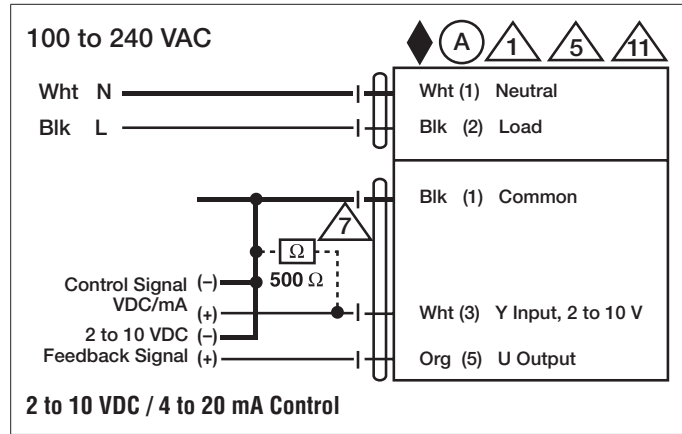 100 to 240 VAC
A 1 5 11
Wht N
Wht (1) Neutral
Blk L
Blk (2) Load
Blk (1) Common
7
Ω
500 Ω
Control Signal (–)
VDC/mA
(+)
Wht (3) Y Input, 2 to 10 V
2 to 10 VDC (–)
Feedback Signal (+)
Org (5) U Output
2 to 10 VDC / 4 to 20 mA Control